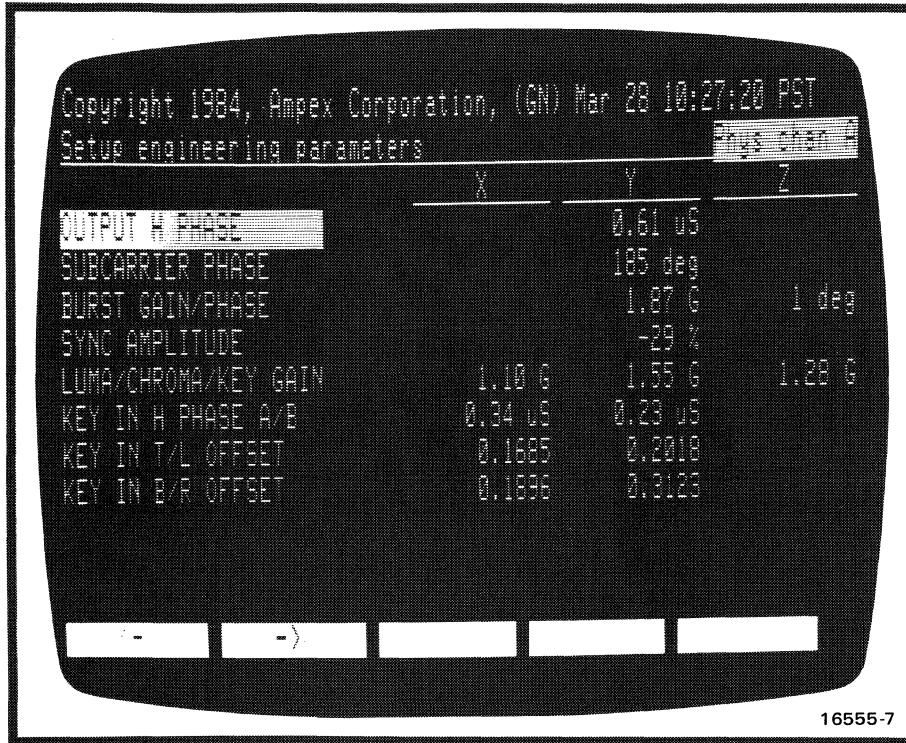 Copyright 1984, Ampex Corporation, (GN) Mar 28 10:27:20 PST
Setup engineering parameters Phys chan A
X Y Z
OUTPUT H PHASE 0.61 uS
SUBCARRIER PHASE 185 deg
BURST GAIN/PHASE 1.87 G 1 deg
SYNC AMPLITUDE -29 %
LUMA/CHROMA/KEY GAIN 1.10 G 1.55 G 1.28 G
KEY IN H PHASE A/B 0.34 uS 0.23 uS
KEY IN T/L OFFSET 0.1685 0.2018
KEY IN B/R OFFSET 0.1896 0.3123
<- ->
16555-7